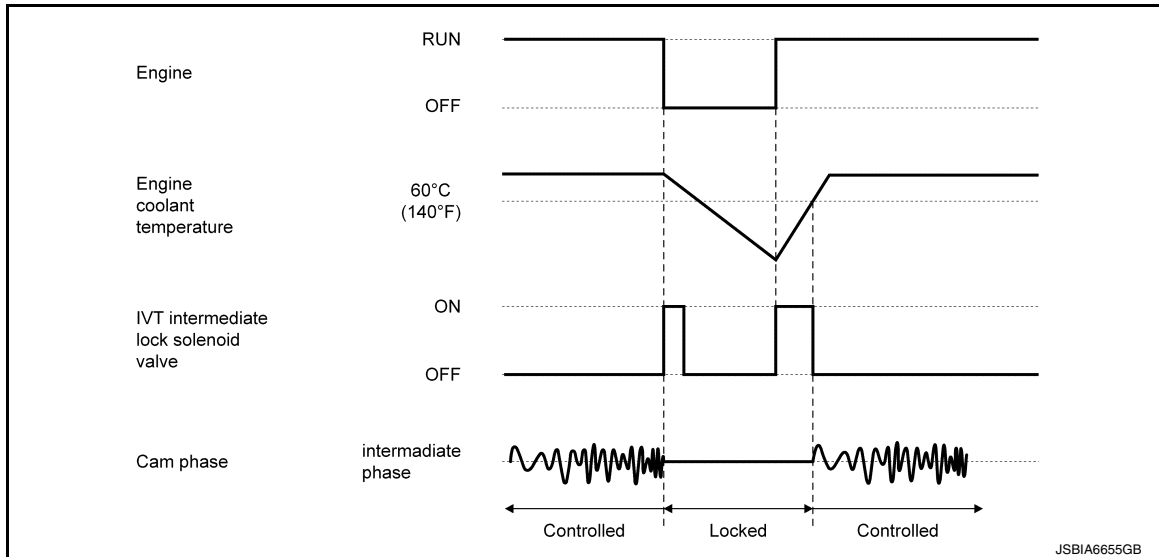 RUN
Engine
OFF
Engine
coolant
temperature
60°C
(140°F)
ON
IVT intermediate
lock solenoid
valve
OFF
Cam phase
intermadiate
phase
Controlled
Locked
Controlled
JSBIA6655GB